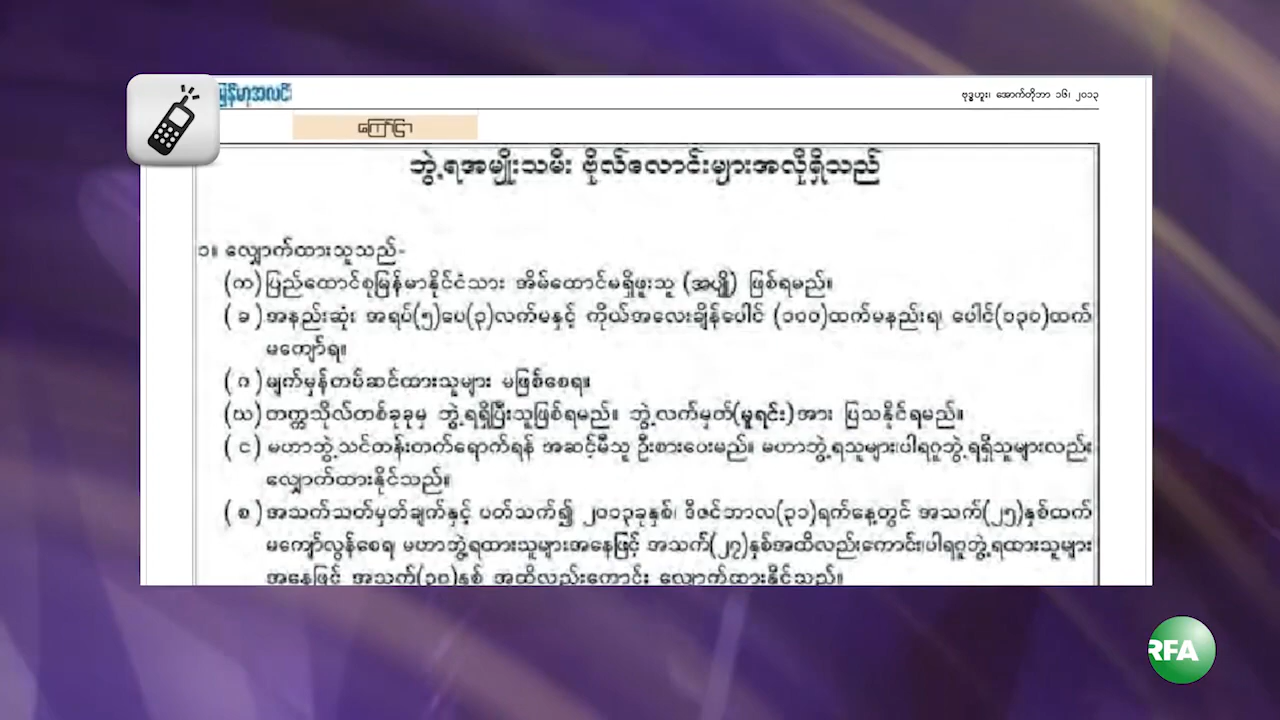 မြန်မာ့အလင်း
ဗုဒ္ဓဟူး၊ အောက်တိုဘာ ၁၆၊ ၂၀၁၃
ကြော်ငြာ
ဘွဲ့ရအမျိုးသမီး ဗိုလ်လောင်းများအလိုရှိသည်
၁။ လျှောက်ထားသူသည်-
(က) ပြည်ထောင်စုမြန်မာနိုင်ငံသား အိမ်ထောင်မရှိဖူးသူ (အပျို) ဖြစ်ရမည်။
(ခ) အနည်းဆုံး အရပ်(၅)ပေ(၃)လက်မနှင့် ကိုယ်အလေးချိန်ပေါင် (၁၀၀)ထက်မနည်းရ၊ ပေါင်(၁၃၀)ထက်
မကျော်ရ။
(ဂ) မျက်မှန်တပ်ဆင်ထားသူများ မဖြစ်စေရ။
(ဃ) တက္ကသိုလ်တစ်ခုခုမှ ဘွဲ့ရရှိပြီးသူဖြစ်ရမည်။ ဘွဲ့လက်မှတ်(မူရင်း)အား ပြသနိုင်ရမည်။
(င) မဟာဘွဲ့သင်တန်းတက်ရောက်ရန် အဆင့်မီသူ ဦးစားပေးမည်။ မဟာဘွဲ့ရသူများ၊ပါရဂူဘွဲ့ရရှိသူများလည်း
လျှောက်ထားနိုင်သည်။
(စ) အသက်သတ်မှတ်ချက်နှင့် ပတ်သက်၍ ၂၀၁၃ခုနှစ်၊ ဒီဇင်ဘာလ(၃၁)ရက်နေ့တွင် အသက်(၂၅)နှစ်ထက်
မကျော်လွန်စေရ မဟာဘွဲ့ရထားသူများအနေဖြင့် အသက်(၂၇)နှစ်အထိလည်းကောင်း၊ပါရဂူဘွဲ့ရထားသူများ
အနေဖြင့် အသက်(၃၀)နှစ် အထိလည်းကောင်း လျှောက်ထားနိုင်သည်။
RFA